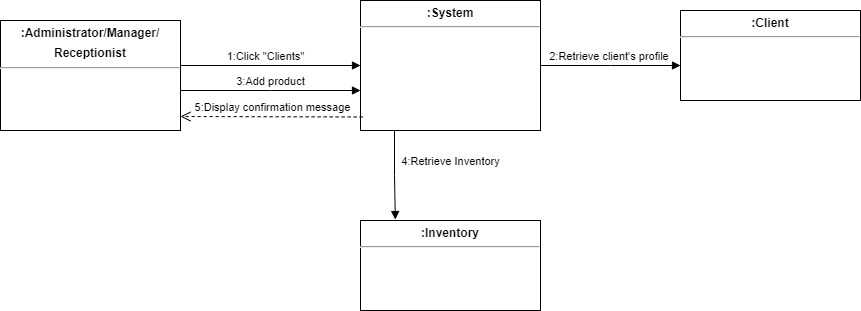 :Administrator/Manager/
Receptionist
1:Click "Clients"
3:Add product
5:Display confirmation message
:System
2:Retrieve client's profile
:Client
4:Retrieve Inventory
:Inventory